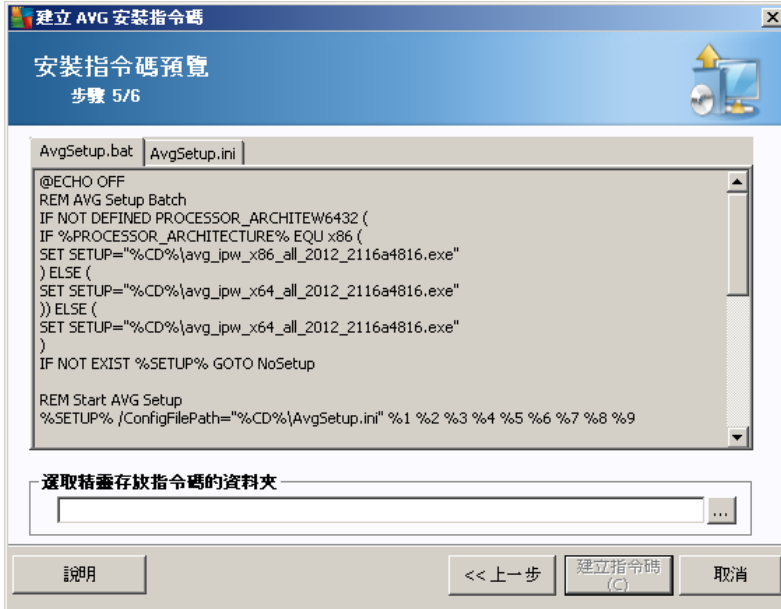 建立 AVG 安裝指令碼
安裝指令碼預覽
步驟 5/6
AvgSetup.bat
AvgSetup.ini
@ECHO OFF
REM AVG Setup Batch
IF NOT DEFINED PROCESSOR_ARCHITEW6432 (
IF %PROCESSOR_ARCHITECTURE% EQU x86 (
SET SETUP="%CD%\avg_ipw_x86_all_2012_2116a4816.exe"
) ELSE (
SET SETUP="%CD%\avg_ipw_x64_all_2012_2116a4816.exe"
)) ELSE (
SET SETUP="%CD%\avg_ipw_x64_all_2012_2116a4816.exe"
)
IF NOT EXIST %SETUP% GOTO NoSetup
REM Start AVG Setup
%SETUP% /ConfigFilePath="%CD%\AvgSetup.ini" %1 %2 %3 %4 %5 %6 %7 %8 %9
選取精靈存放指令碼的資料夾
...
說明
<< 上一步
建立指令碼
(C)
取消